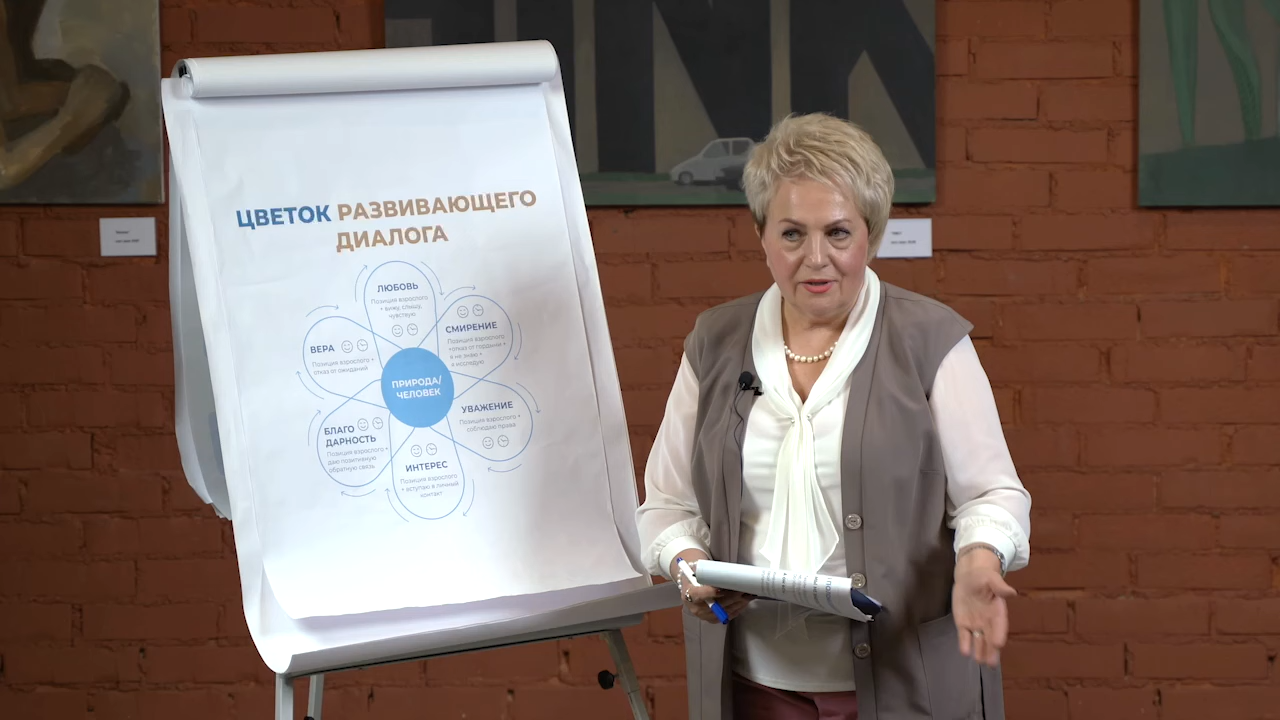 ЦВЕТОК РАЗВИВАЮЩЕГО
ДИАЛОГА
ЛЮБОВЬ
Позиция взрослого
+ вижу, слышу,
чувствую
СМИРЕНИЕ
Позиция взрослого
+отказ от гордыни +
я не знаю +
я исследую
УВАЖЕНИЕ
Позиция взрослого +
соблюдаю права
ИНТЕРЕС
Позиция взрослого
+ вступаю в личный
контакт
БЛАГО
ДАРНОСТЬ
Позиция взрослого +
даю позитивную
обратную связь
ВЕРА
Позиция взрослого +
отказ от ожиданий
ПРИРОДА/
ЧЕЛОВЕК